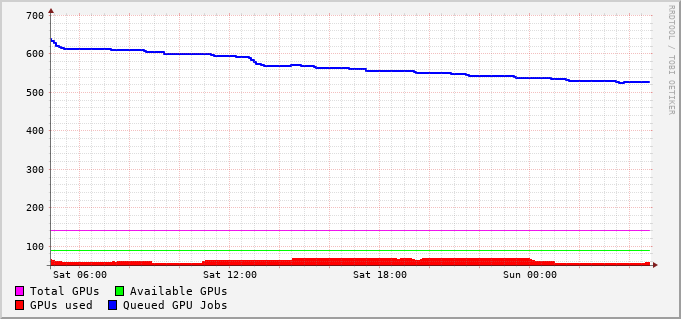 700
600
500
400
300
200
100
Sat 06:00 Sat 12:00 Sat 18:00 Sun 00:00
Total GPUs Available GPUs
GPUs used Queued GPU Jobs
RRDTOOL / TOBI OETIKER